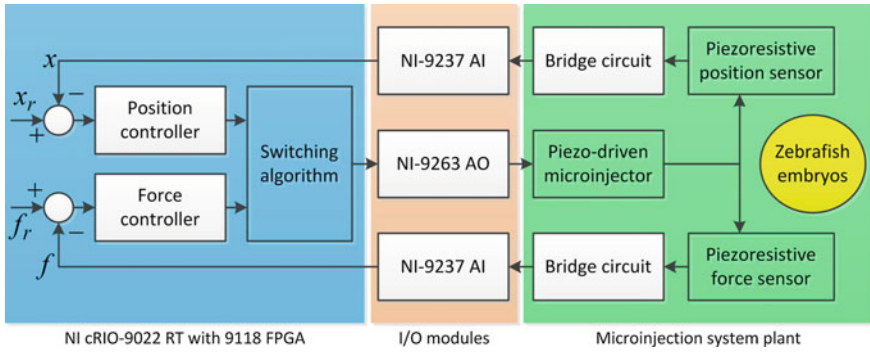 x
NI-9237 AI
Bridge circuit
Piezoresistive
position sensor
x_r
−
+
Position
controller
Switching
algorithm
NI-9263 AO
Piezo-driven
microinjector
Zebrafish
embryos
+
f_r
−
Force
controller
f
NI-9237 AI
Bridge circuit
Piezoresistive
force sensor
NI cRIO-9022 RT with 9118 FPGA
I/O modules
Microinjection system plant